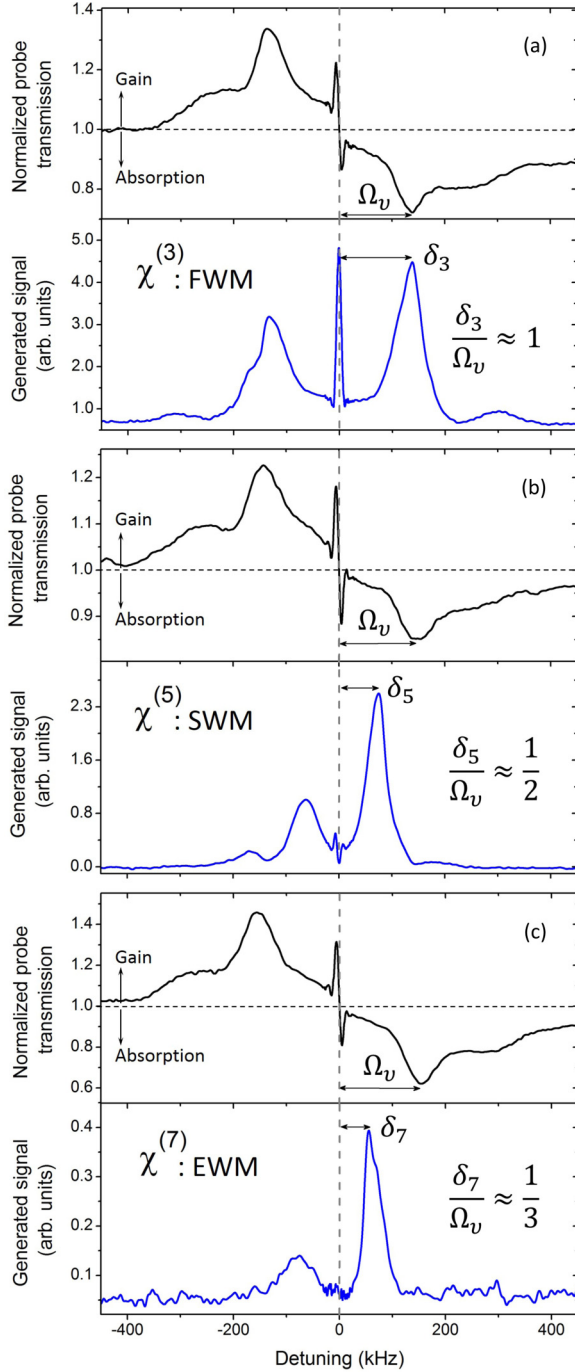 1.4
(a)
Normalized probe
transmission
Gain
1.2
1.0
Absorption
0.8
Ωυ
5.0
χ(3) : FWM
δ3
Generated signal
(arb. units)
4.0
3.0
δ3/Ωυ ≈ 1
2.0
1.0
1.2
(b)
Normalized probe
transmission
Gain
1.1
1.0
Absorption
0.9
Ωυ
χ(5) : SWM
δ5
Generated signal
(arb. units)
2.3
1.6
δ5/Ωυ ≈ 1/2
0.8
0.0
(c)
Normalized probe
transmission
1.4
Gain
1.2
1.0
Absorption
0.8
Ωυ
0.6
χ(7) : EWM
δ7
Generated signal
(arb. units)
0.4
0.3
δ7/Ωυ ≈ 1/3
0.2
0.1
-400 -200 0 200 400
Detuning (kHz)